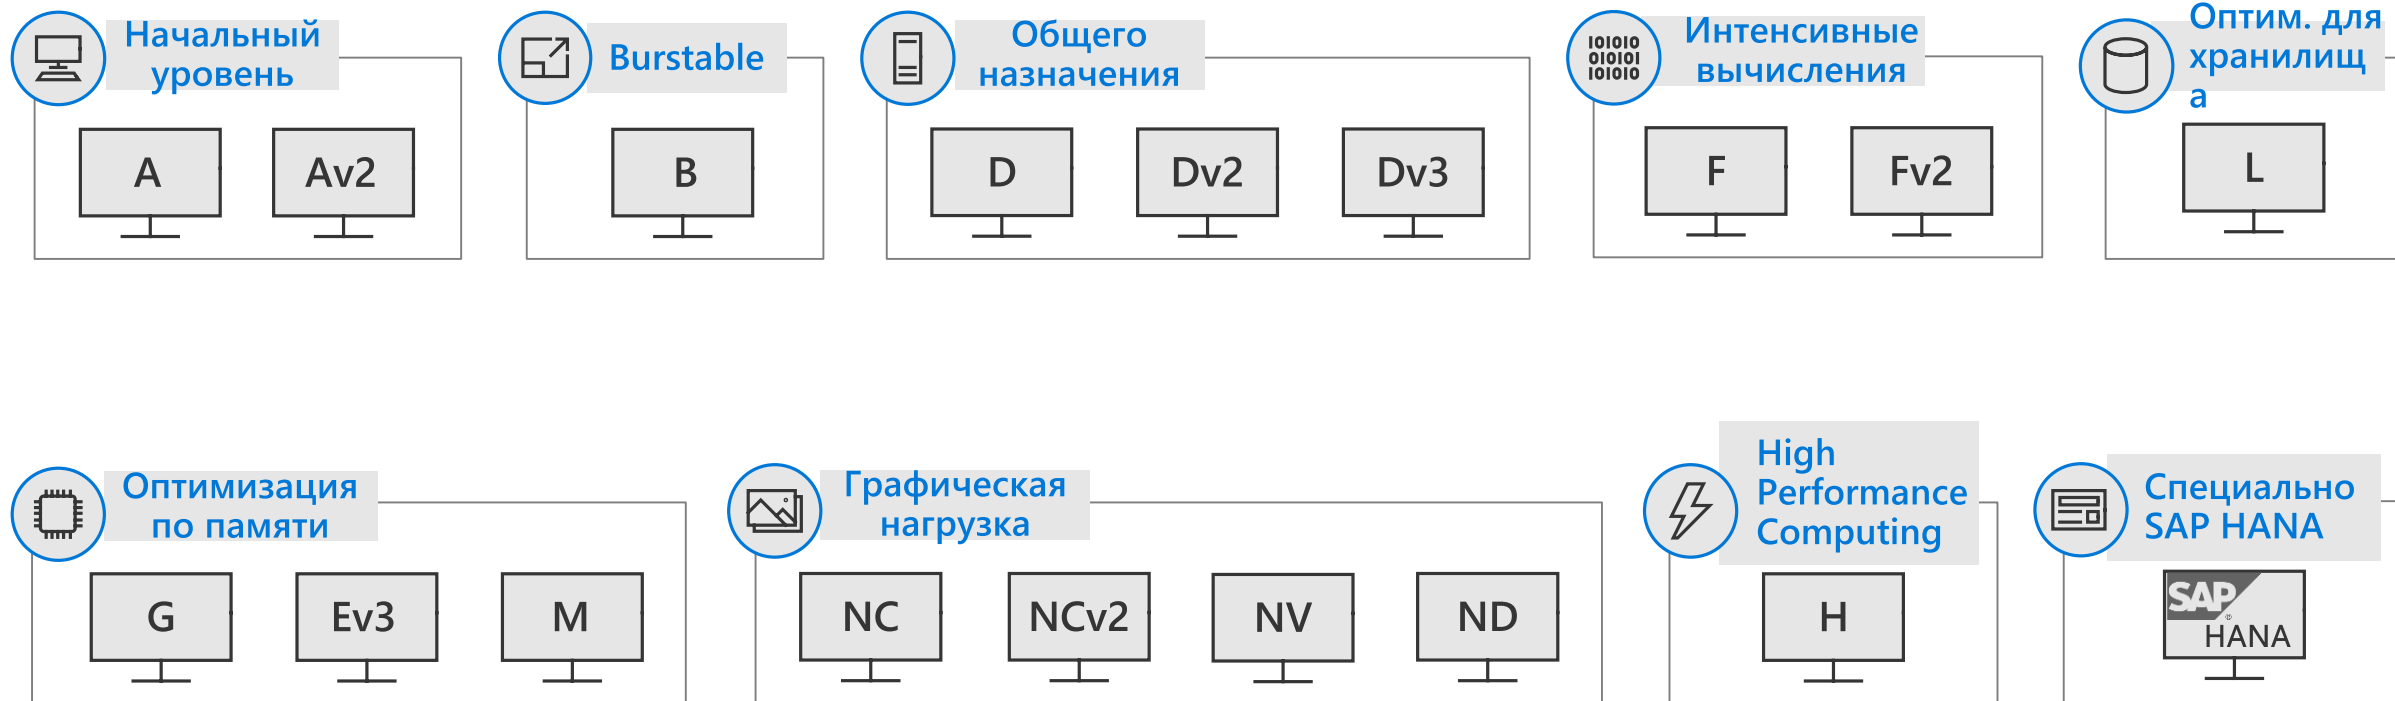 Начальный
уровень
Burstable
Общего
назначения
Интенсивные
вычисления
Оптим. для
хранилищ
а
A
Av2
B
D
Dv2
Dv3
F
Fv2
L
Оптимизация
по памяти
Графическая
нагрузка
High
Performance
Computing
Специально
SAP HANA
G
Ev3
M
NC
NCv2
NV
ND
H
SAP
®
HANA